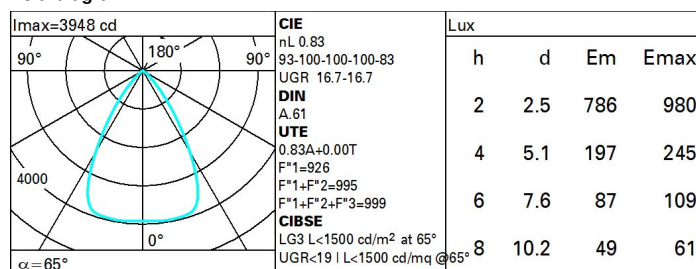 Imax=3948 cd
90° 180° 90°
4000
0°
α=65°
CIE
nL 0.83
93-100-100-100-83
UGR 16.7-16.7
DIN
A.61
UTE
0.83A+0.00T
F"1=926
F"1+F"2=995
F"1+F"2+F"3=999
CIBSE
LG3 L<1500 cd/m² at 65°
UGR<19 | L<1500 cd/mq @65°
Lux
h d Em Emax
2 2.5 786 980
4 5.1 197 245
6 7.6 87 109
8 10.2 49 61